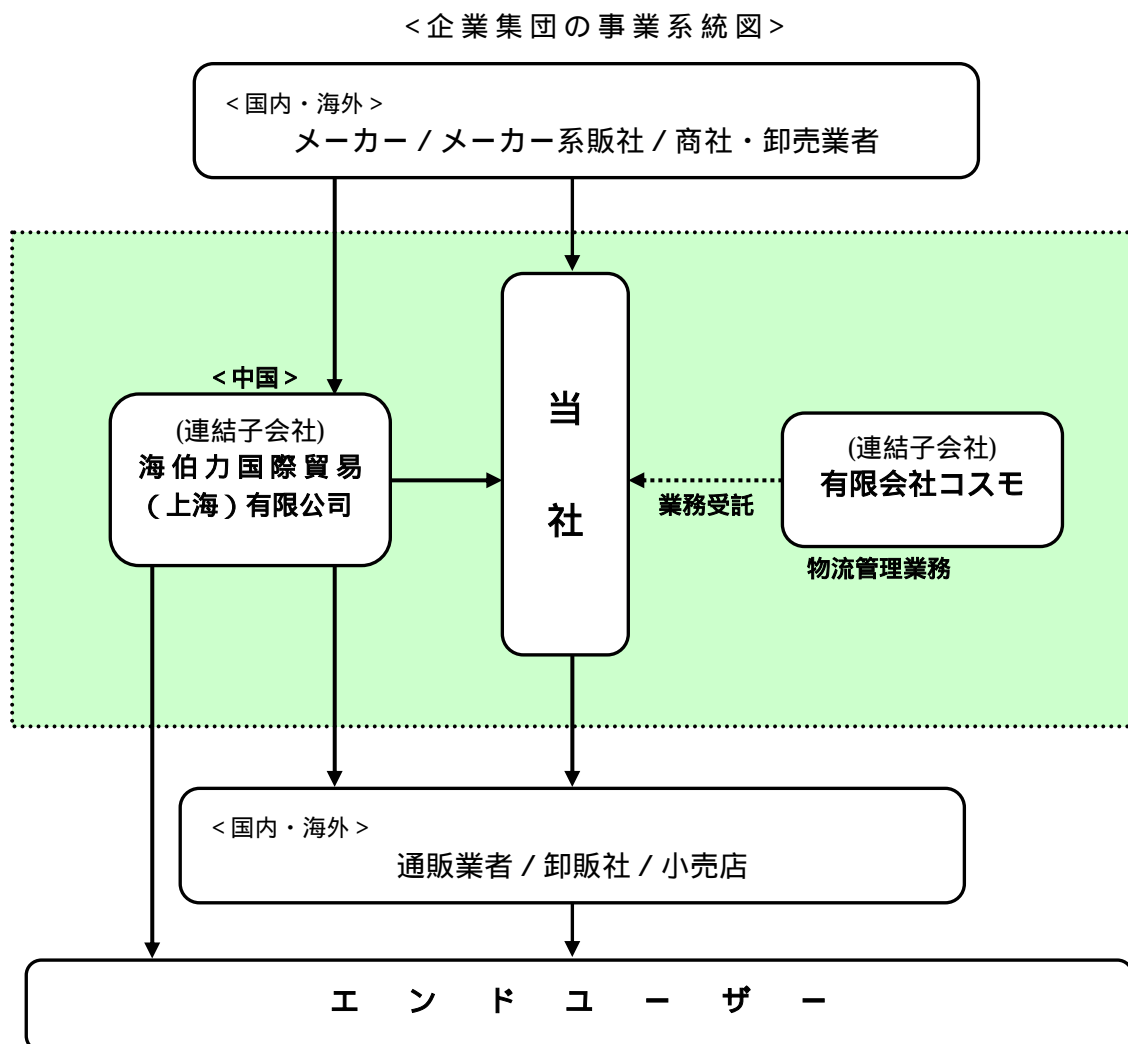 <企業集団の事業系統図>
<国内・海外>
メーカー / メーカー系販社 / 商社・卸売業者
<中国>
(連結子会社)
海伯力国際貿易
(上海)有限公司
当
社
(連結子会社)
有限会社コスモ
業務受託
物流管理業務
<国内・海外>
通販業者 / 卸販社 / 小売店
エンドユーザー